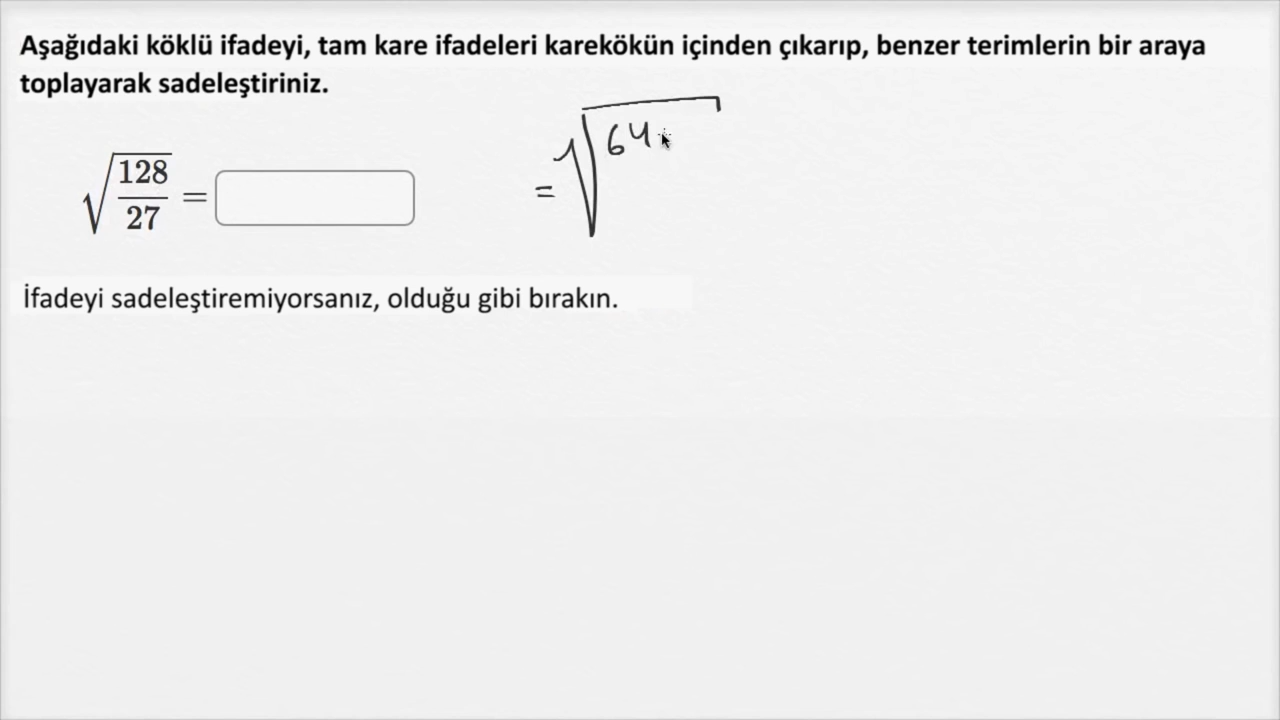 Aşağıdaki köklü ifadeyi, tam kare ifadeleri karekökün içinden çıkarıp, benzer terimlerin bir araya
toplayarak sadeleştiriniz.
√(128/27) =
= √64·
İfadeyi sadeleştiremiyorsanız, olduğu gibi bırakın.